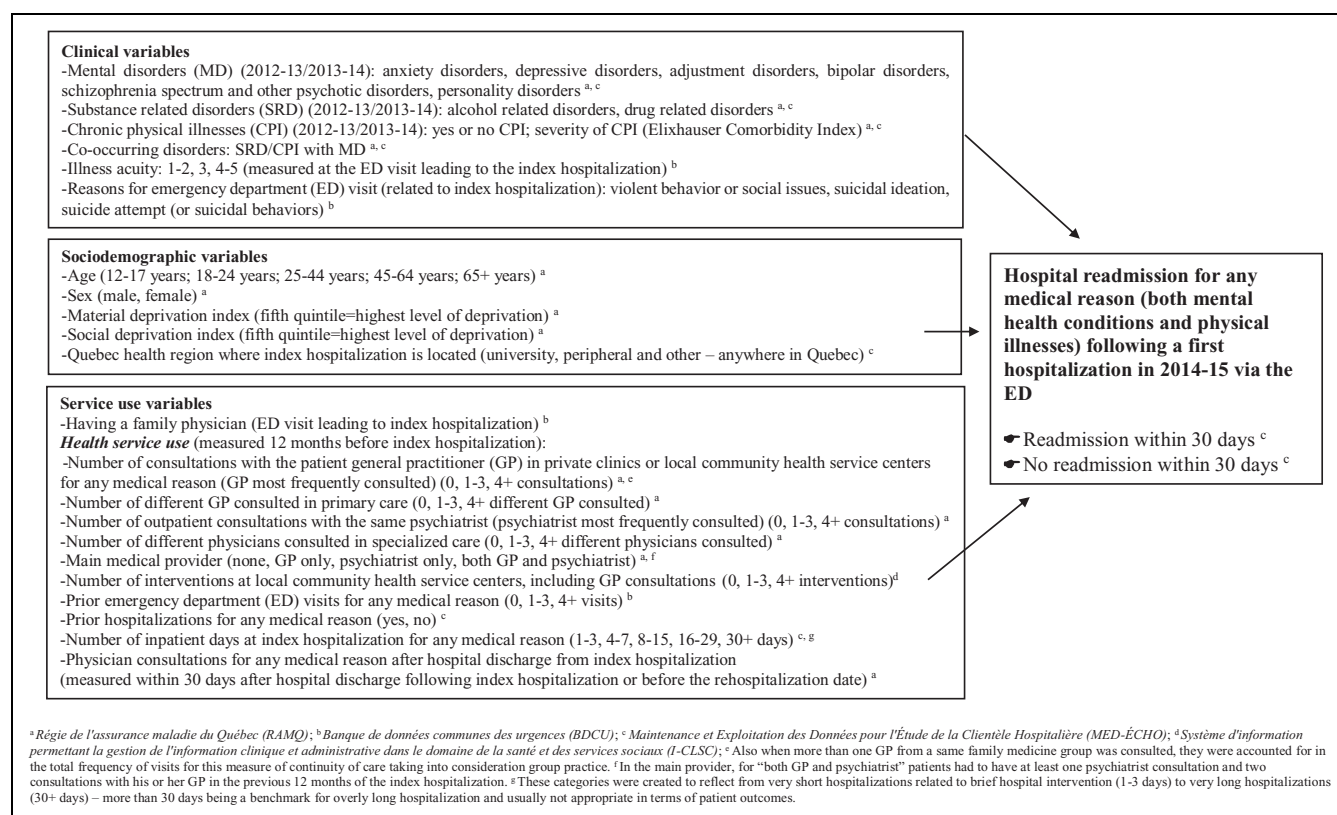 Clinical variables
-Mental disorders (MD) (2012-13/2013-14): anxiety disorders, depressive disorders, adjustment disorders, bipolar disorders,
schizophrenia spectrum and other psychotic disorders, personality disorders a, c
-Substance related disorders (SRD) (2012-13/2013-14): alcohol related disorders, drug related disorders a, c
-Chronic physical illnesses (CPI) (2012-13/2013-14): yes or no CPI; severity of CPI (Elixhauser Comorbidity Index) a, c
-Co-occurring disorders: SRD/CPI with MD a, c
-Illness acuity: 1-2, 3, 4-5 (measured at the ED visit leading to the index hospitalization) b
-Reasons for emergency department (ED) visit (related to index hospitalization): violent behavior or social issues, suicidal ideation,
suicide attempt (or suicidal behaviors) b
Sociodemographic variables
-Age (12-17 years; 18-24 years; 25-44 years; 45-64 years; 65+ years) a
-Sex (male, female) a
-Material deprivation index (fifth quintile=highest level of deprivation) a
-Social deprivation index (fifth quintile=highest level of deprivation) a
-Quebec health region where index hospitalization is located (university, peripheral and other – anywhere in Quebec) c
Service use variables
-Having a family physician (ED visit leading to index hospitalization) b
Health service use (measured 12 months before index hospitalization):
-Number of consultations with the patient general practitioner (GP) in private clinics or local community health service centers
for any medical reason (GP most frequently consulted) (0, 1-3, 4+ consultations) a, e
-Number of different GP consulted in primary care (0, 1-3, 4+ different GP consulted) a
-Number of outpatient consultations with the same psychiatrist (psychiatrist most frequently consulted) (0, 1-3, 4+ consultations) a
-Number of different physicians consulted in specialized care (0, 1-3, 4+ different physicians consulted) a
-Main medical provider (none, GP only, psychiatrist only, both GP and psychiatrist) a, f
-Number of interventions at local community health service centers, including GP consultations (0, 1-3, 4+ interventions)d
-Prior emergency department (ED) visits for any medical reason (0, 1-3, 4+ visits) b
-Prior hospitalizations for any medical reason (yes, no) c
-Number of inpatient days at index hospitalization for any medical reason (1-3, 4-7, 8-15, 16-29, 30+ days) c, g
-Physician consultations for any medical reason after hospital discharge from index hospitalization
(measured within 30 days after hospital discharge following index hospitalization or before the rehospitalization date) a
Hospital readmission for any
medical reason (both mental
health conditions and physical
illnesses) following a first
hospitalization in 2014-15 via the
ED
☛ Readmission within 30 days c
☛ No readmission within 30 days c
a Régie de l'assurance maladie du Québec (RAMQ); b Banque de données communes des urgences (BDCU); c Maintenance et Exploitation des Données pour l'Étude de la Clientèle Hospitalière (MED-ÉCHO); d Système d'information
permettant la gestion de l'information clinique et administrative dans le domaine de la santé et des services sociaux (I-CLSC); e Also when more than one GP from a same family medicine group was consulted, they were accounted for in
the total frequency of visits for this measure of continuity of care taking into consideration group practice. f In the main provider, for “both GP and psychiatrist” patients had to have at least one psychiatrist consultation and two
consultations with his or her GP in the previous 12 months of the index hospitalization. g These categories were created to reflect from very short hospitalizations related to brief hospital intervention (1-3 days) to very long hospitalizations
(30+ days) – more than 30 days being a benchmark for overly long hospitalization and usually not appropriate in terms of patient outcomes.